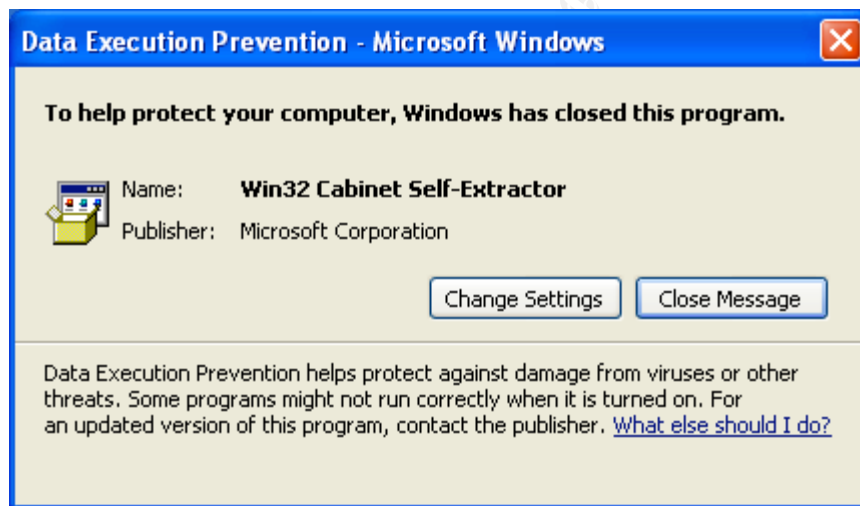 Data Execution Prevention - Microsoft Windows
To help protect your computer, Windows has closed this program.
Name: Win32 Cabinet Self-Extractor
Publisher: Microsoft Corporation
Change Settings Close Message
Data Execution Prevention helps protect against damage from viruses or other
threats. Some programs might not run correctly when it is turned on. For
an updated version of this program, contact the publisher. What else should I do?